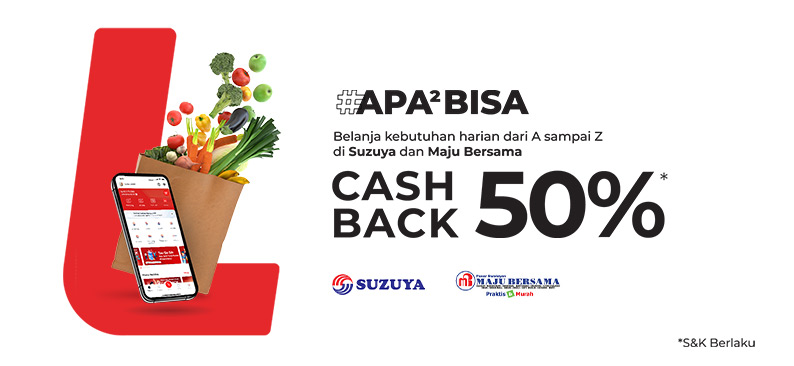 #APA²BISA
Belanja kebutuhan harian dari A sampai Z
di Suzuya dan Maju Bersama
CASH
BACK
50%*
SUZUYA
MAJU BERSAMA
Praktis & Murah
*S&K Berlaku